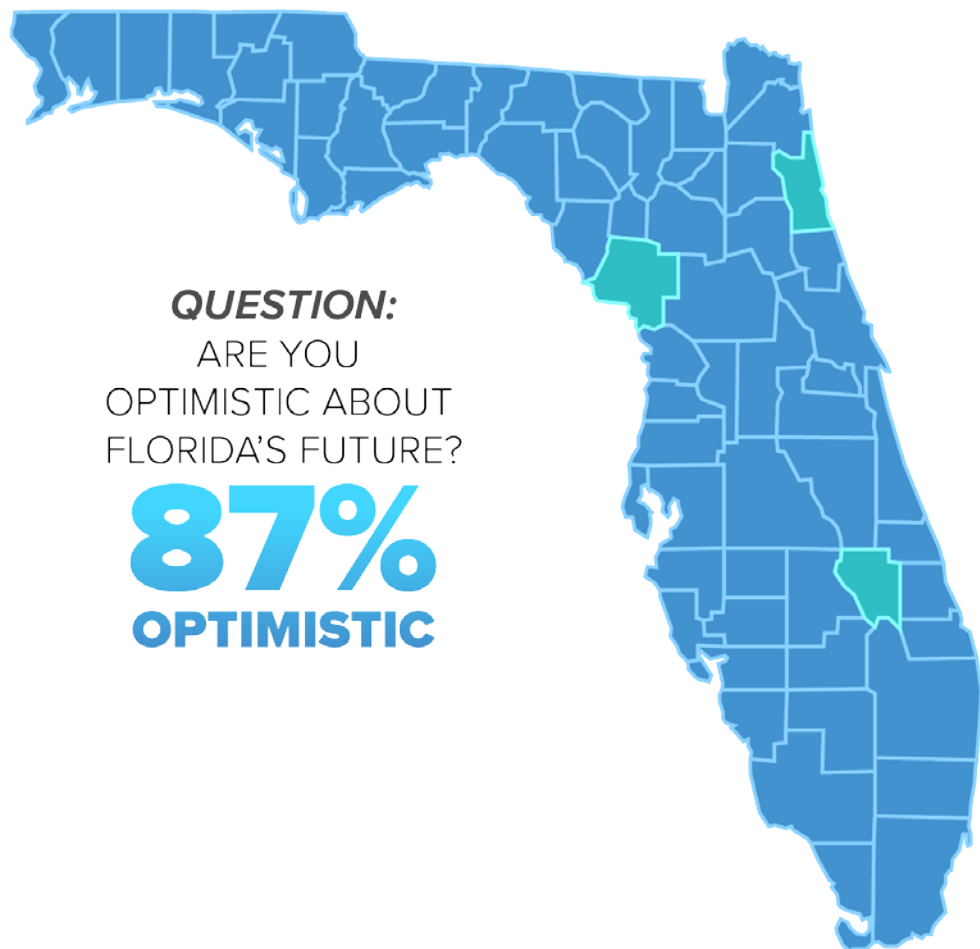 QUESTION:
ARE YOU
OPTIMISTIC ABOUT
FLORIDA'S FUTURE?
87%
OPTIMISTIC